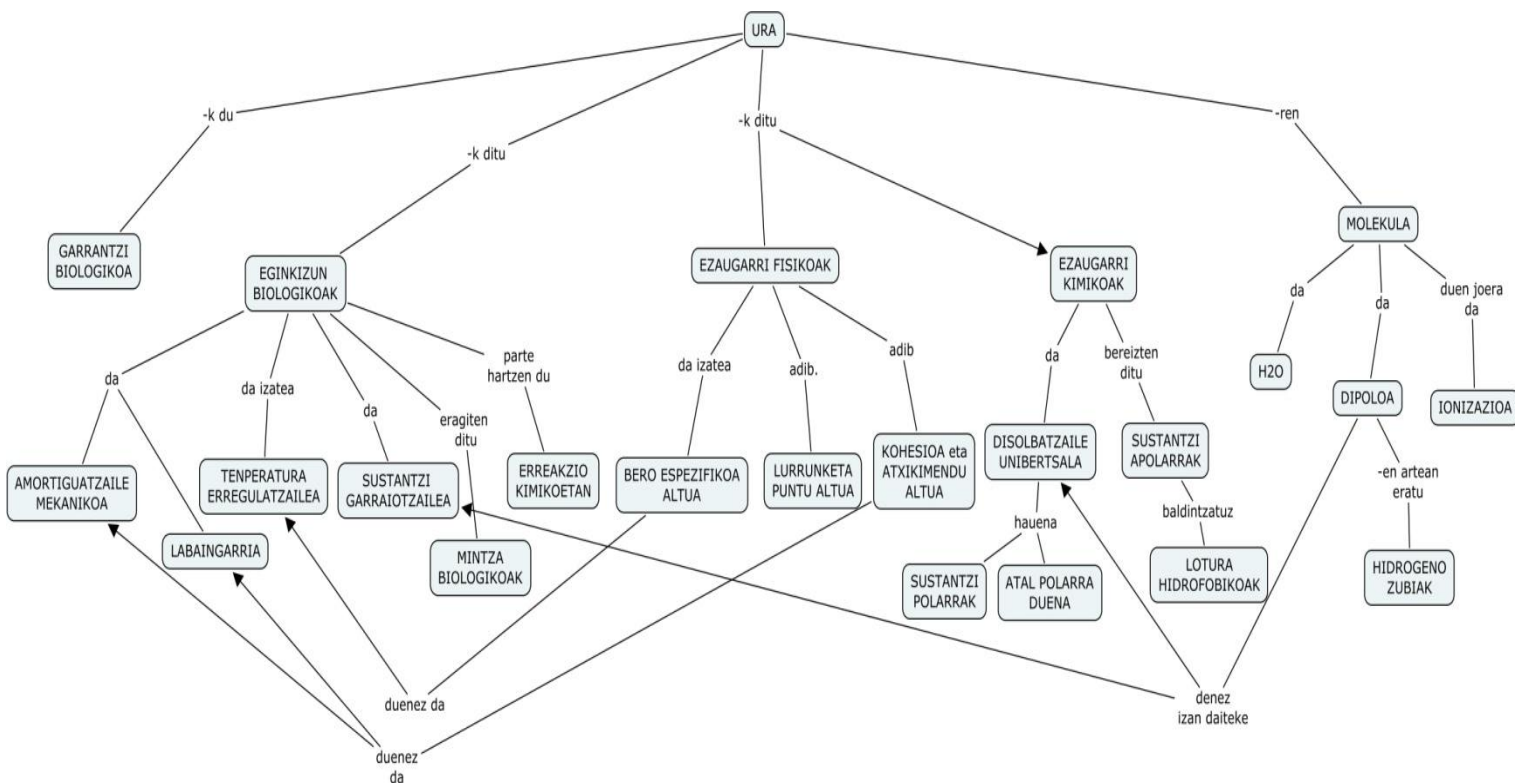 URA
-k du
-k ditu
-k ditu
-ren
GARRANTZI
BIOLOGIKOA
EGINKIZUN
BIOLOGIKOAK
EZAUGARRI FISIKOAK
EZAUGARRI
KIMIKOAK
MOLEKULA
da
da izatea
da
eragiten
ditu
parte
hartzen du
da izatea
adib.
adib
da
bereizten
ditu
da
da
duen joera
da
AMORTIGUATZAILE
MEKANIKOA
LABAINGARRIA
TENPERATURA
ERREGULATZAILEA
SUSTANTZI
GARRAIOTZAILEA
MINTZA
BIOLOGIKOAK
ERREAKZIO
KIMIKOETAN
BERO ESPEZIFIKOA
ALTUA
LURRUNKETA
PUNTU ALTUA
KOHESIOA eta
ATXIKIMENDU
ALTUA
DISOLBATZAILE
UNIBERTSALA
SUSTANTZI
APOLARRAK
H2O
DIPOLOA
IONIZAZIOA
hauena
baldintzatuz
-en artean
eratu
SUSTANTZI
POLARRAK
ATAL POLARRA
DUENA
LOTURA
HIDROFOBIKOAK
HIDROGENO
ZUBIAK
duenez da
duenez
da
denez
izan daiteke